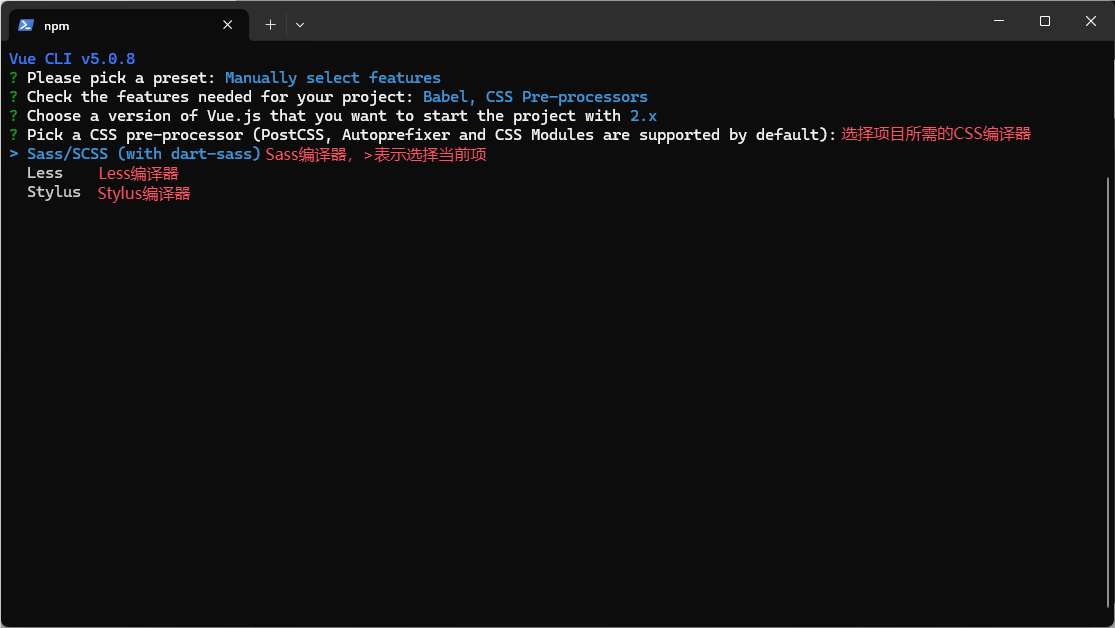 npm
Vue CLI v5.0.8
? Please pick a preset: Manually select features
? Check the features needed for your project: Babel, CSS Pre-processors
? Choose a version of Vue.js that you want to start the project with 2.x
? Pick a CSS pre-processor (PostCSS, Autoprefixer and CSS Modules are supported by default): 选择项目所需的CSS编译器
> Sass/SCSS (with dart-sass) Sass编译器，>表示选择当前项
Less Less编译器
Stylus Stylus编译器